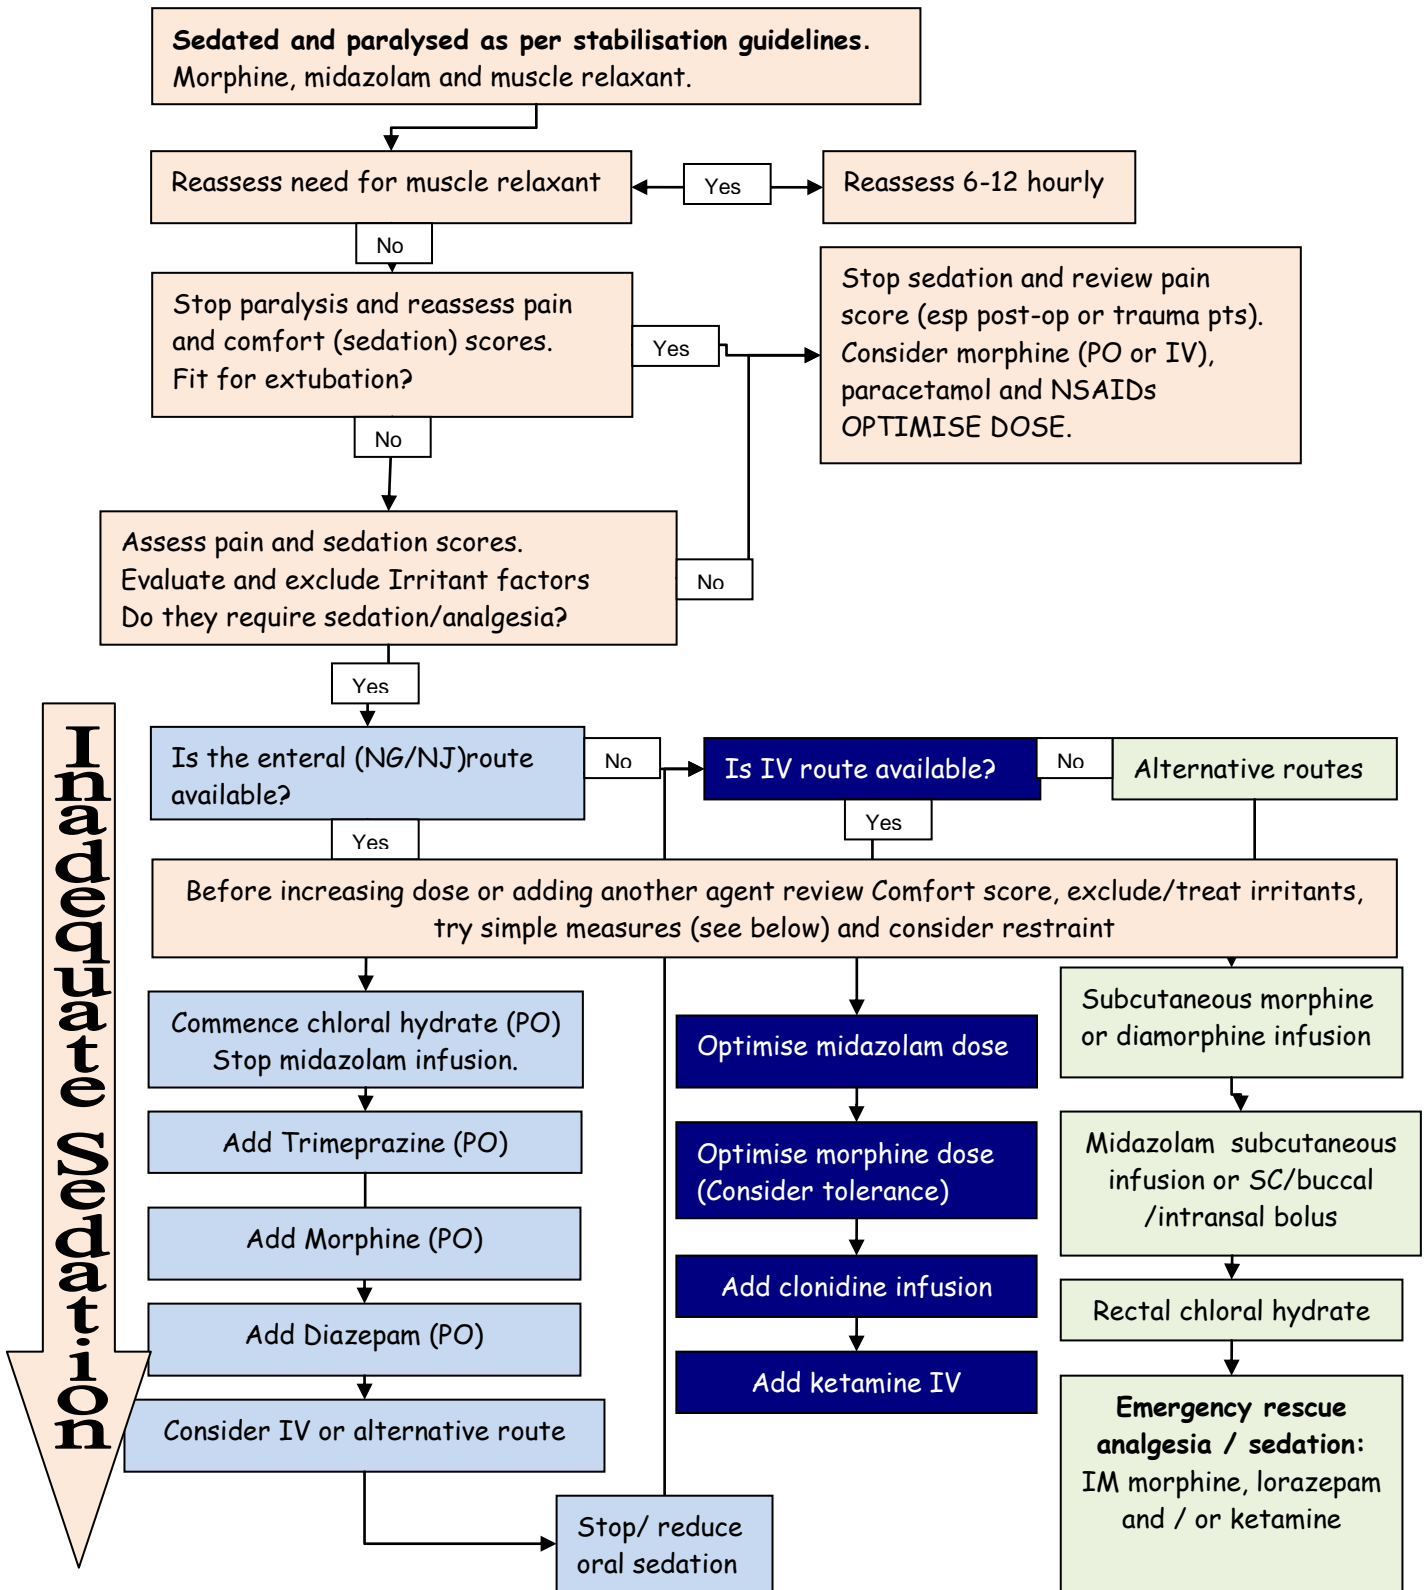 Sedated and paralysed as per stabilisation guidelines.
Morphine, midazolam and muscle relaxant.
Reassess need for muscle relaxant
Yes
Reassess 6-12 hourly
No
Stop paralysis and reassess pain
and comfort (sedation) scores.
Fit for extubation?
Yes
Stop sedation and review pain
score (esp post-op or trauma pts).
Consider morphine (PO or IV),
paracetamol and NSAIDs
OPTIMISE DOSE.
No
Assess pain and sedation scores.
Evaluate and exclude Irritant factors
Do they require sedation/analgesia?
No
Yes
Inadequate Sedation
Is the enteral (NG/NJ)route
available?
No
Is IV route available?
No
Alternative routes
Yes
Yes
Before increasing dose or adding another agent review Comfort score, exclude/treat irritants,
try simple measures (see below) and consider restraint
Commence chloral hydrate (PO)
Stop midazolam infusion.
Add Trimeprazine (PO)
Add Morphine (PO)
Add Diazepam (PO)
Consider IV or alternative route
Stop/ reduce
oral sedation
Optimise midazolam dose
Optimise morphine dose
(Consider tolerance)
Add clonidine infusion
Add ketamine IV
Subcutaneous morphine
or diamorphine infusion
Midazolam subcutaneous
infusion or SC/buccal
/intransal bolus
Rectal chloral hydrate
Emergency rescue
analgesia / sedation:
IM morphine, lorazepam
and / or ketamine